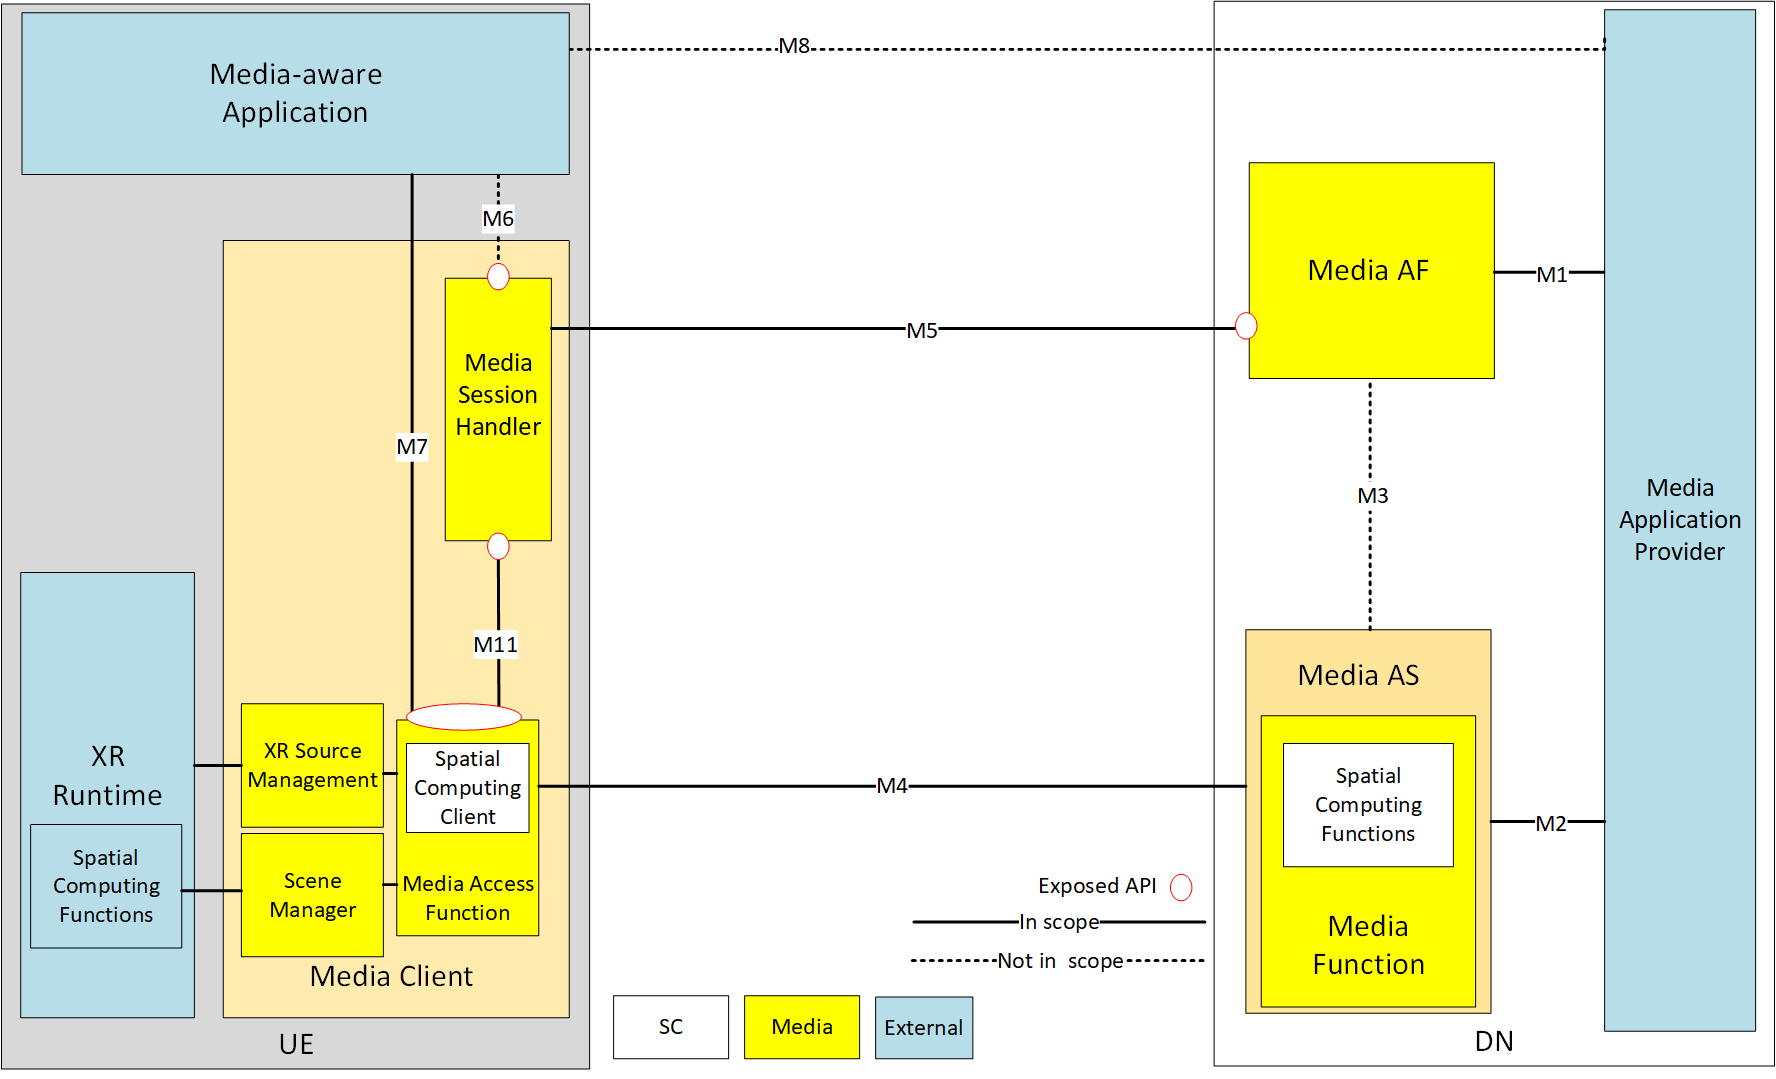 Media-aware
Application
M8
M6
Media AF
M1
M5
Media
Session
Handler
M7
M3
Media
Application
Provider
M11
Media AS
XR
Runtime
XR Source
Management
Spatial
Computing
Client
M4
Spatial
Computing
Functions
M2
Spatial
Computing
Functions
Scene
Manager
Media Access
Function
Exposed API
In scope
Not in scope
Media
Function
Media Client
SC
Media
External
UE
DN